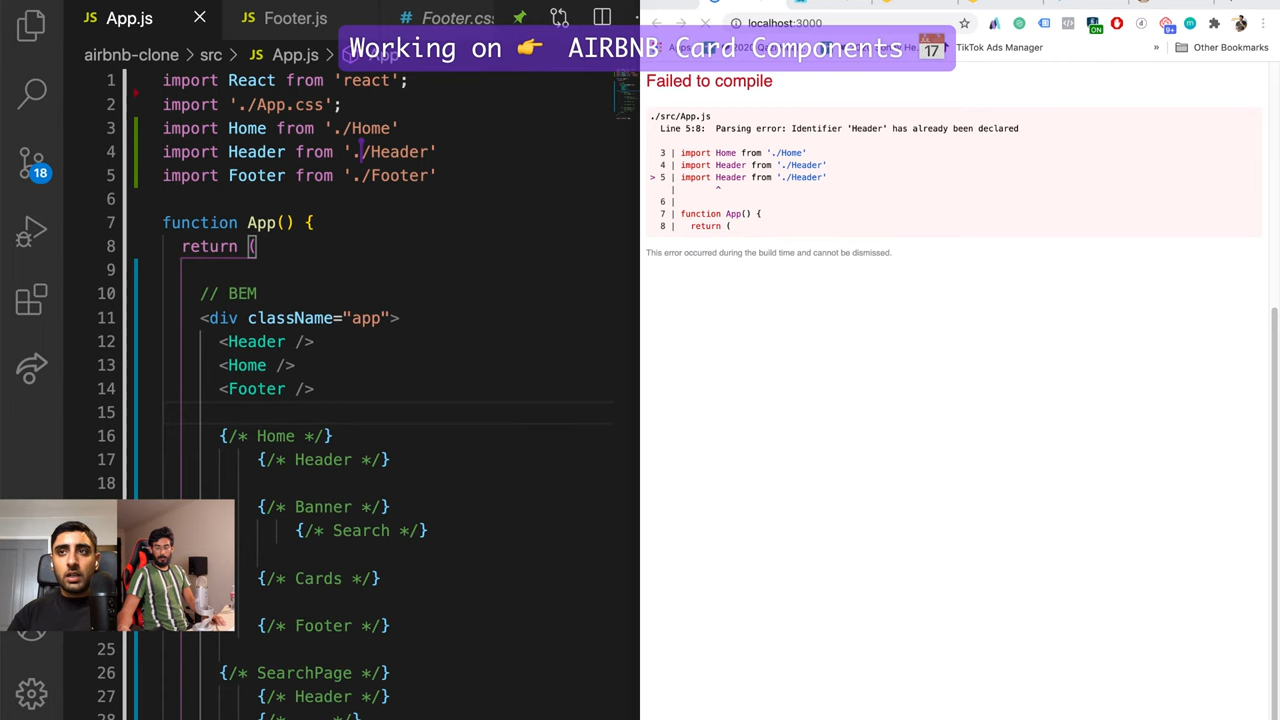 App.js
Footer.js
Footer.css
Working on 👉 AIRBNB Card Components 📅
airbnb-clone
src
App.js
App
1 import React from 'react';
2 import './App.css';
3 import Home from './Home'
4 import Header from './Header'
5 import Footer from './Footer'
6
7 function App() {
8 return (
9
10 // BEM
11 <div className="app">
12 <Header />
13 <Home />
14 <Footer />
15
16 {/* Home */}
17 {/* Header */}
18
{/* Banner */}
{/* Search */}
{/* Cards */}
{/* Footer */}
25
26 {/* SearchPage */}
27 {/* Header */}
28
18
localhost:3000
ON
9+
TikTok Ads Manager
»
Other Bookmarks
Failed to compile
./src/App.js
Line 5:8: Parsing error: Identifier 'Header' has already been declared
3 | import Home from './Home'
4 | import Header from './Header'
> 5 | import Header from './Header'
| ^
6 |
7 | function App() {
8 | return (
This error occurred during the build time and cannot be dismissed.